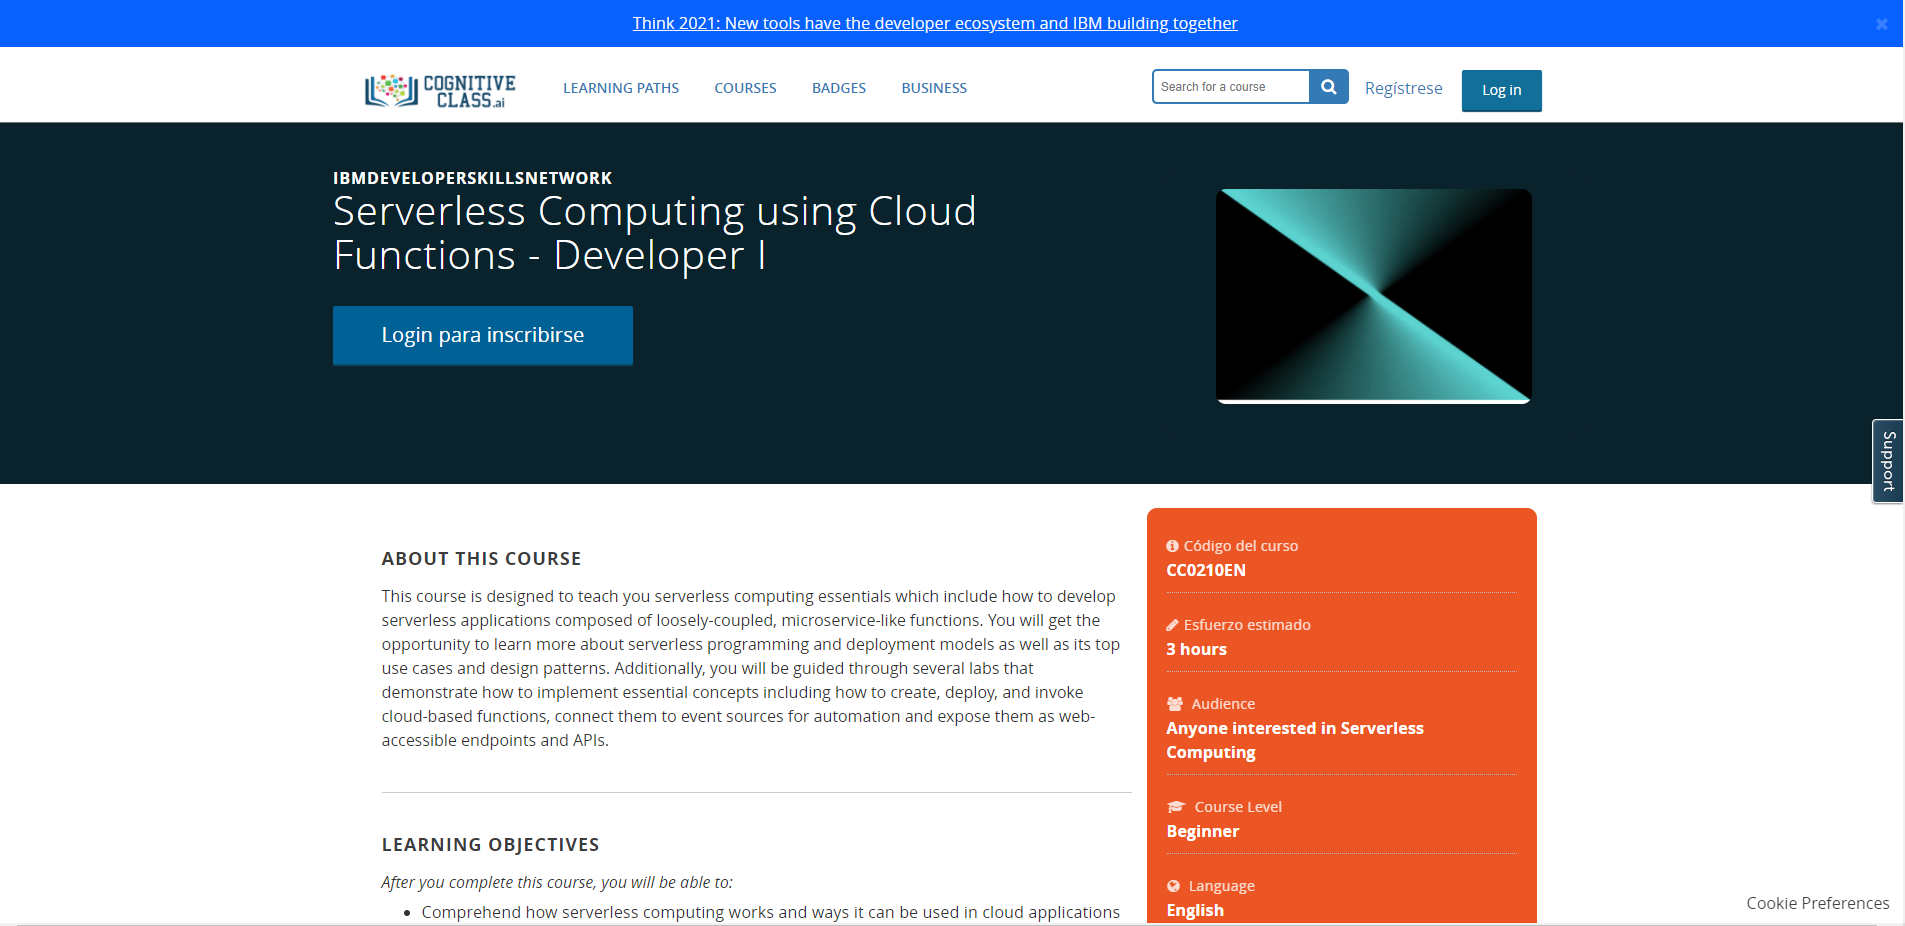 Think 2021: New tools have the developer ecosystem and IBM building together
COGNITIVE
CLASS.ai
LEARNING PATHS
COURSES
BADGES
BUSINESS
Search for a course
Regístrese
Log in
IBMDEVELOPERSKILLSNETWORK
Serverless Computing using Cloud
Functions - Developer I
Login para inscribirse
Support
ABOUT THIS COURSE
This course is designed to teach you serverless computing essentials which include how to develop
serverless applications composed of loosely-coupled, microservice-like functions. You will get the
opportunity to learn more about serverless programming and deployment models as well as its top
use cases and design patterns. Additionally, you will be guided through several labs that
demonstrate how to implement essential concepts including how to create, deploy, and invoke
cloud-based functions, connect them to event sources for automation and expose them as web-
accessible endpoints and APIs.
LEARNING OBJECTIVES
After you complete this course, you will be able to:
• Comprehend how serverless computing works and ways it can be used in cloud applications
Código del curso
CC0210EN
Esfuerzo estimado
3 hours
Audience
Anyone interested in Serverless
Computing
Course Level
Beginner
Language
English
Cookie Preferences